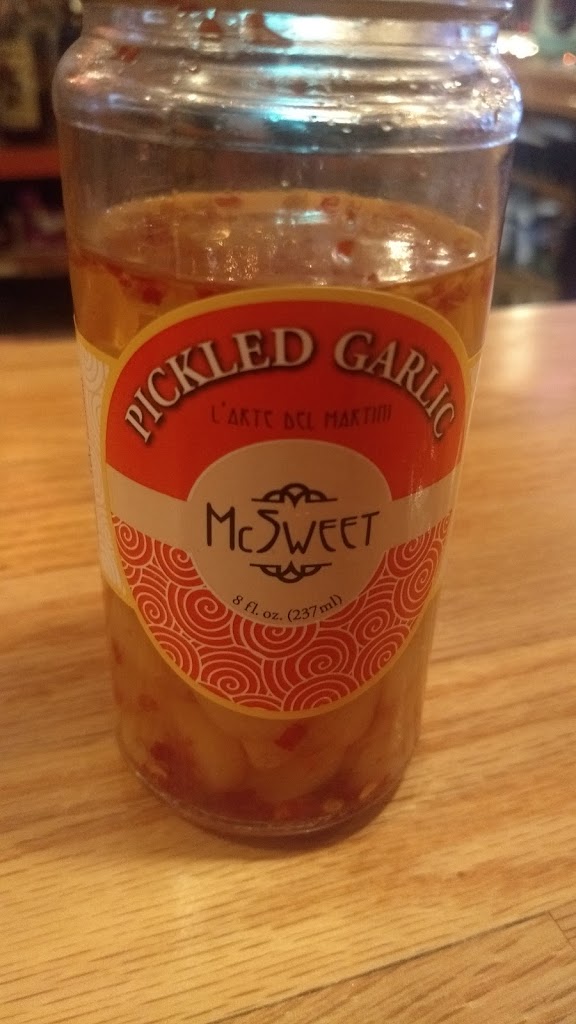 PICKLED GARLIC
L'ARTE DEL MARTINI
McSWEET
8 fl. oz. (237ml)